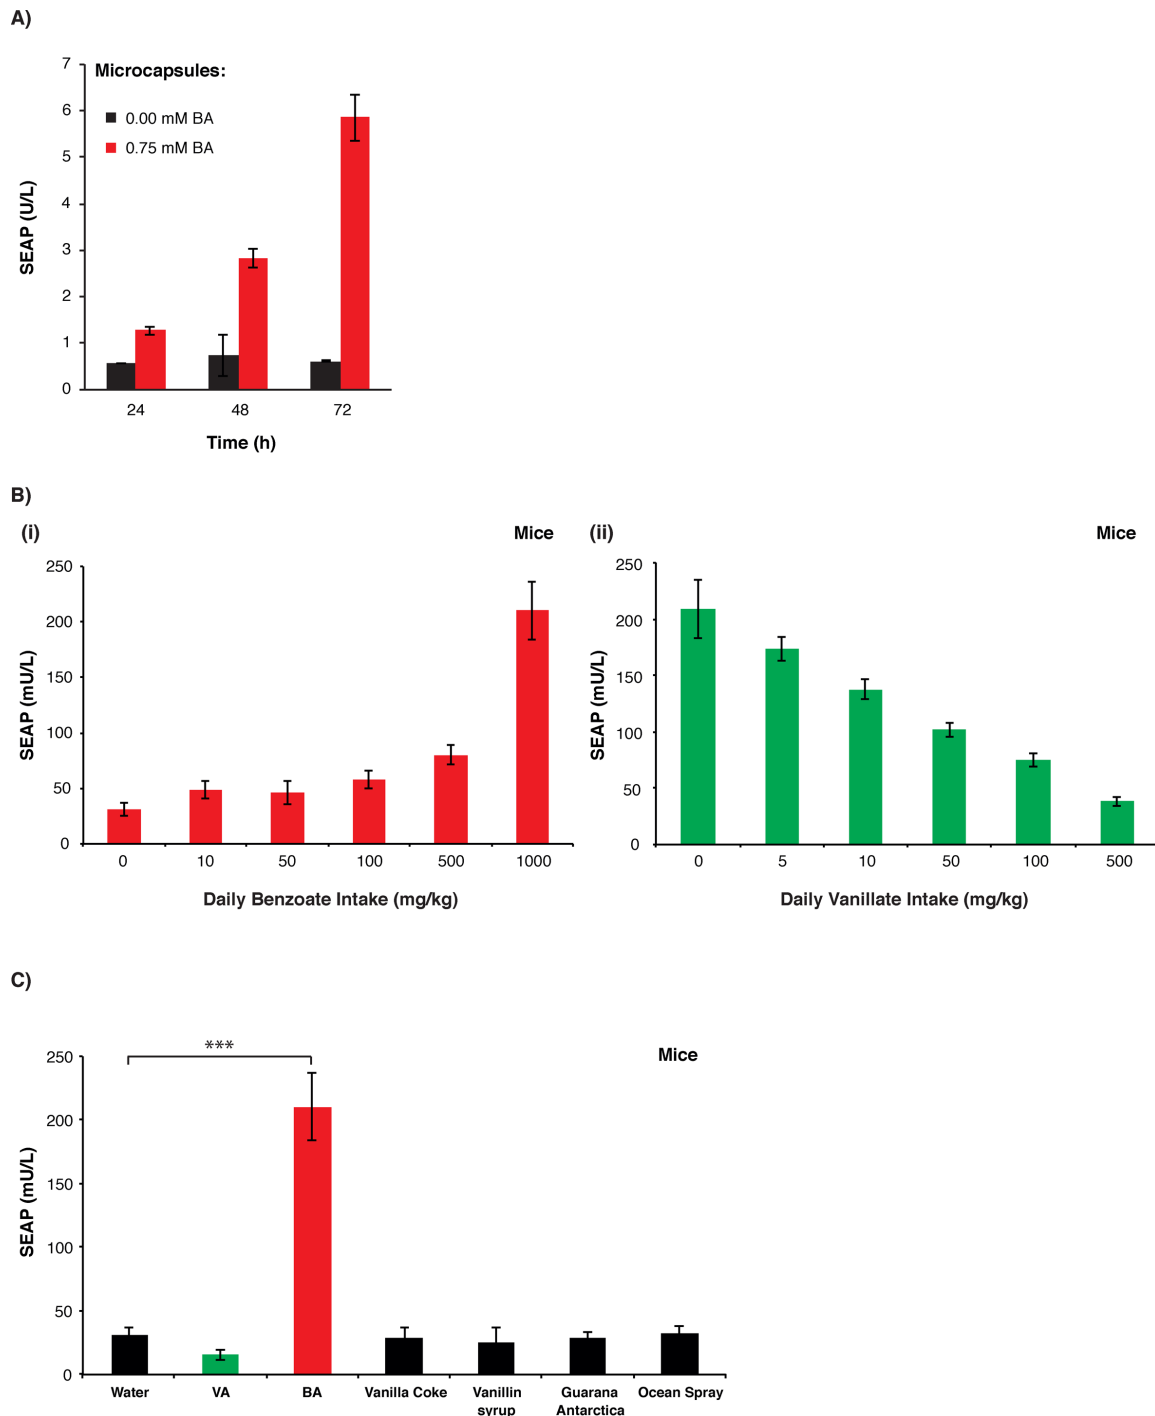 A)
7
6
5
4
3
2
1
0
SEAP (U/L)
Microcapsules:
0.00 mM BA
0.75 mM BA
24 48 72
Time (h)
B)
(i) Mice
250
200
150
100
50
0
SEAP (mU/L)
0 10 50 100 500 1000
Daily Benzoate Intake (mg/kg)
(ii) Mice
250
200
150
100
50
0
SEAP (mU/L)
0 5 10 50 100 500
Daily Vanillate Intake (mg/kg)
C)
Mice
***
250
200
150
100
50
0
SEAP (mU/L)
Water VA BA Vanilla Coke Vanillin Guarana Ocean Spray
syrup Antarctica